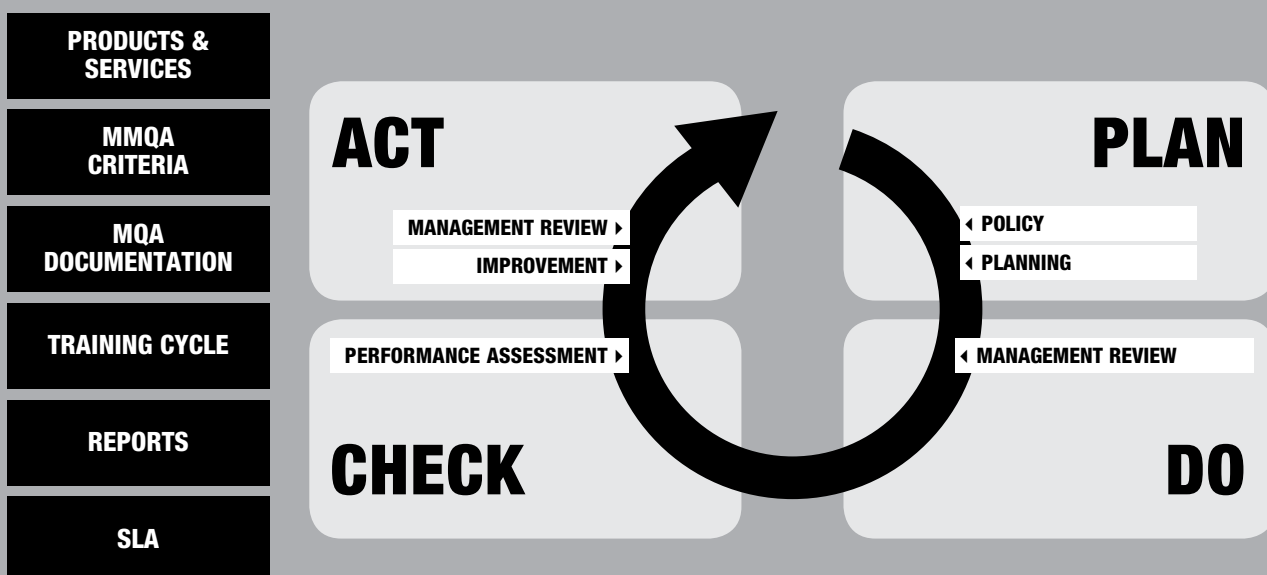 PRODUCTS &
SERVICES
MMQA
CRITERIA
MQA
DOCUMENTATION
TRAINING CYCLE
REPORTS
SLA
ACT
MANAGEMENT REVIEW
IMPROVEMENT
PLAN
POLICY
PLANNING
PERFORMANCE ASSESSMENT
CHECK
MANAGEMENT REVIEW
DO